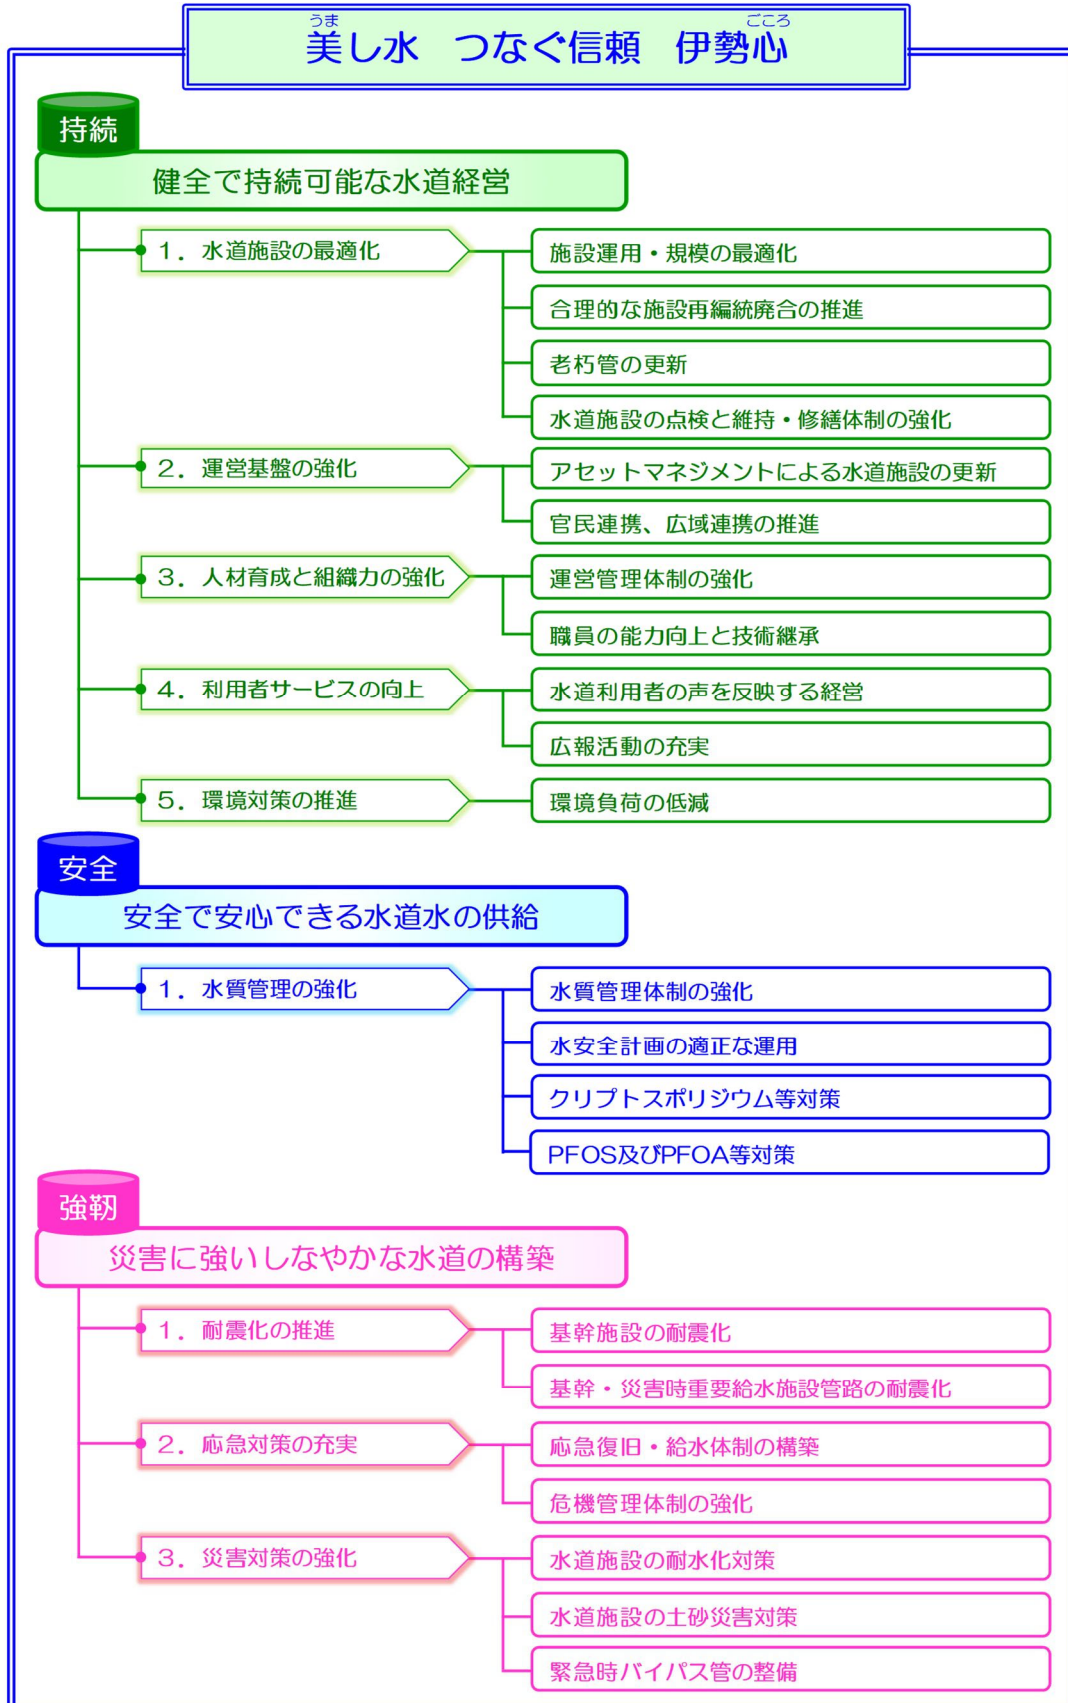 うま ごころ
美し水 つなぐ信頼 伊勢心
持続
健全で持続可能な水道経営
1．水道施設の最適化
施設運用・規模の最適化
合理的な施設再編統廃合の推進
老朽管の更新
水道施設の点検と維持・修繕体制の強化
2．運営基盤の強化
アセットマネジメントによる水道施設の更新
官民連携、広域連携の推進
3．人材育成と組織力の強化
運営管理体制の強化
職員の能力向上と技術継承
4．利用者サービスの向上
水道利用者の声を反映する経営
広報活動の充実
5．環境対策の推進
環境負荷の低減
安全
安全で安心できる水道水の供給
1．水質管理の強化
水質管理体制の強化
水安全計画の適正な運用
クリプトスポリジウム等対策
PFOS及びPFOA等対策
強靭
災害に強いしなやかな水道の構築
1．耐震化の推進
基幹施設の耐震化
基幹・災害時重要給水施設管路の耐震化
2．応急対策の充実
応急復旧・給水体制の構築
危機管理体制の強化
3．災害対策の強化
水道施設の耐水化対策
水道施設の土砂災害対策
緊急時バイパス管の整備